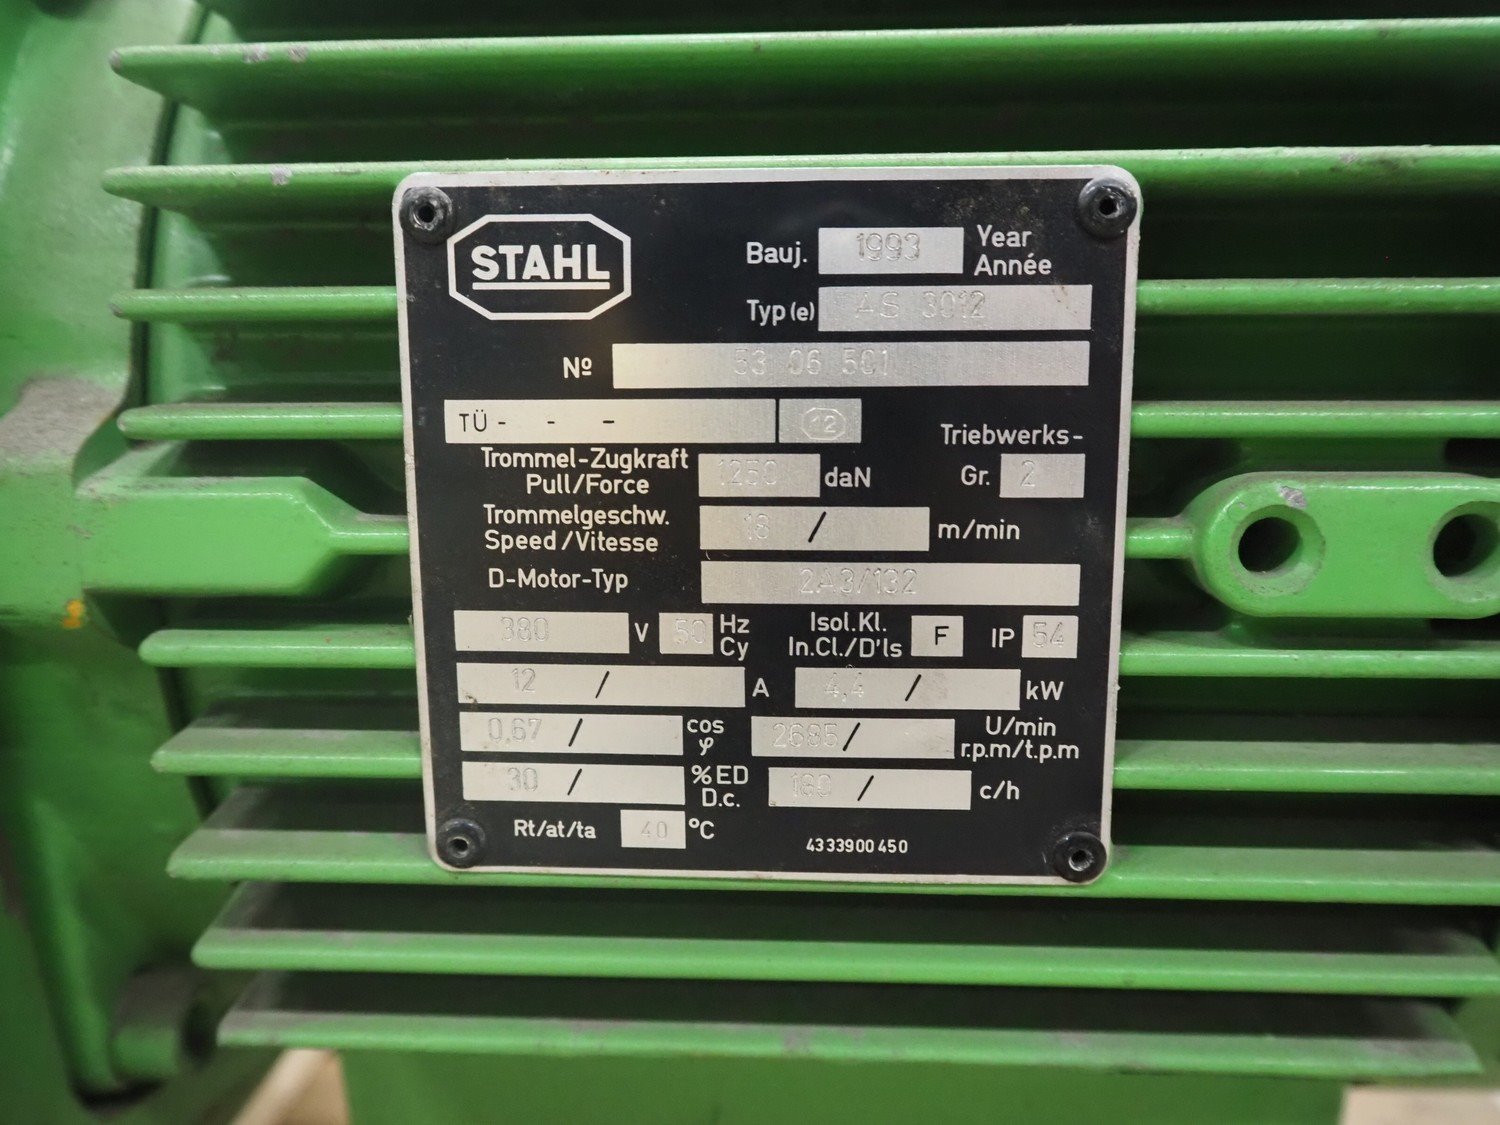 STAHL
Bauj. 1993 Year
Année
Typ(e) AS 3012
Nº 53 06 501
TÜ - - - 12
Trommel-Zugkraft 1250 daN
Pull/Force
Triebwerks-
Gr. 2
Trommelgeschw. 18 / m/min
Speed/Vitesse
D-Motor-Typ 2A3/132
380 V 50 Hz
Cy
Isol.Kl. F IP 54
In.Cl./D'ls
12 / A 4,4 / kW
0,67 / cos φ 2685/ U/min
r.p.m/t.p.m
30 / %ED 180 / c/h
D.c.
Rt/at/ta 40 °C 4333900450